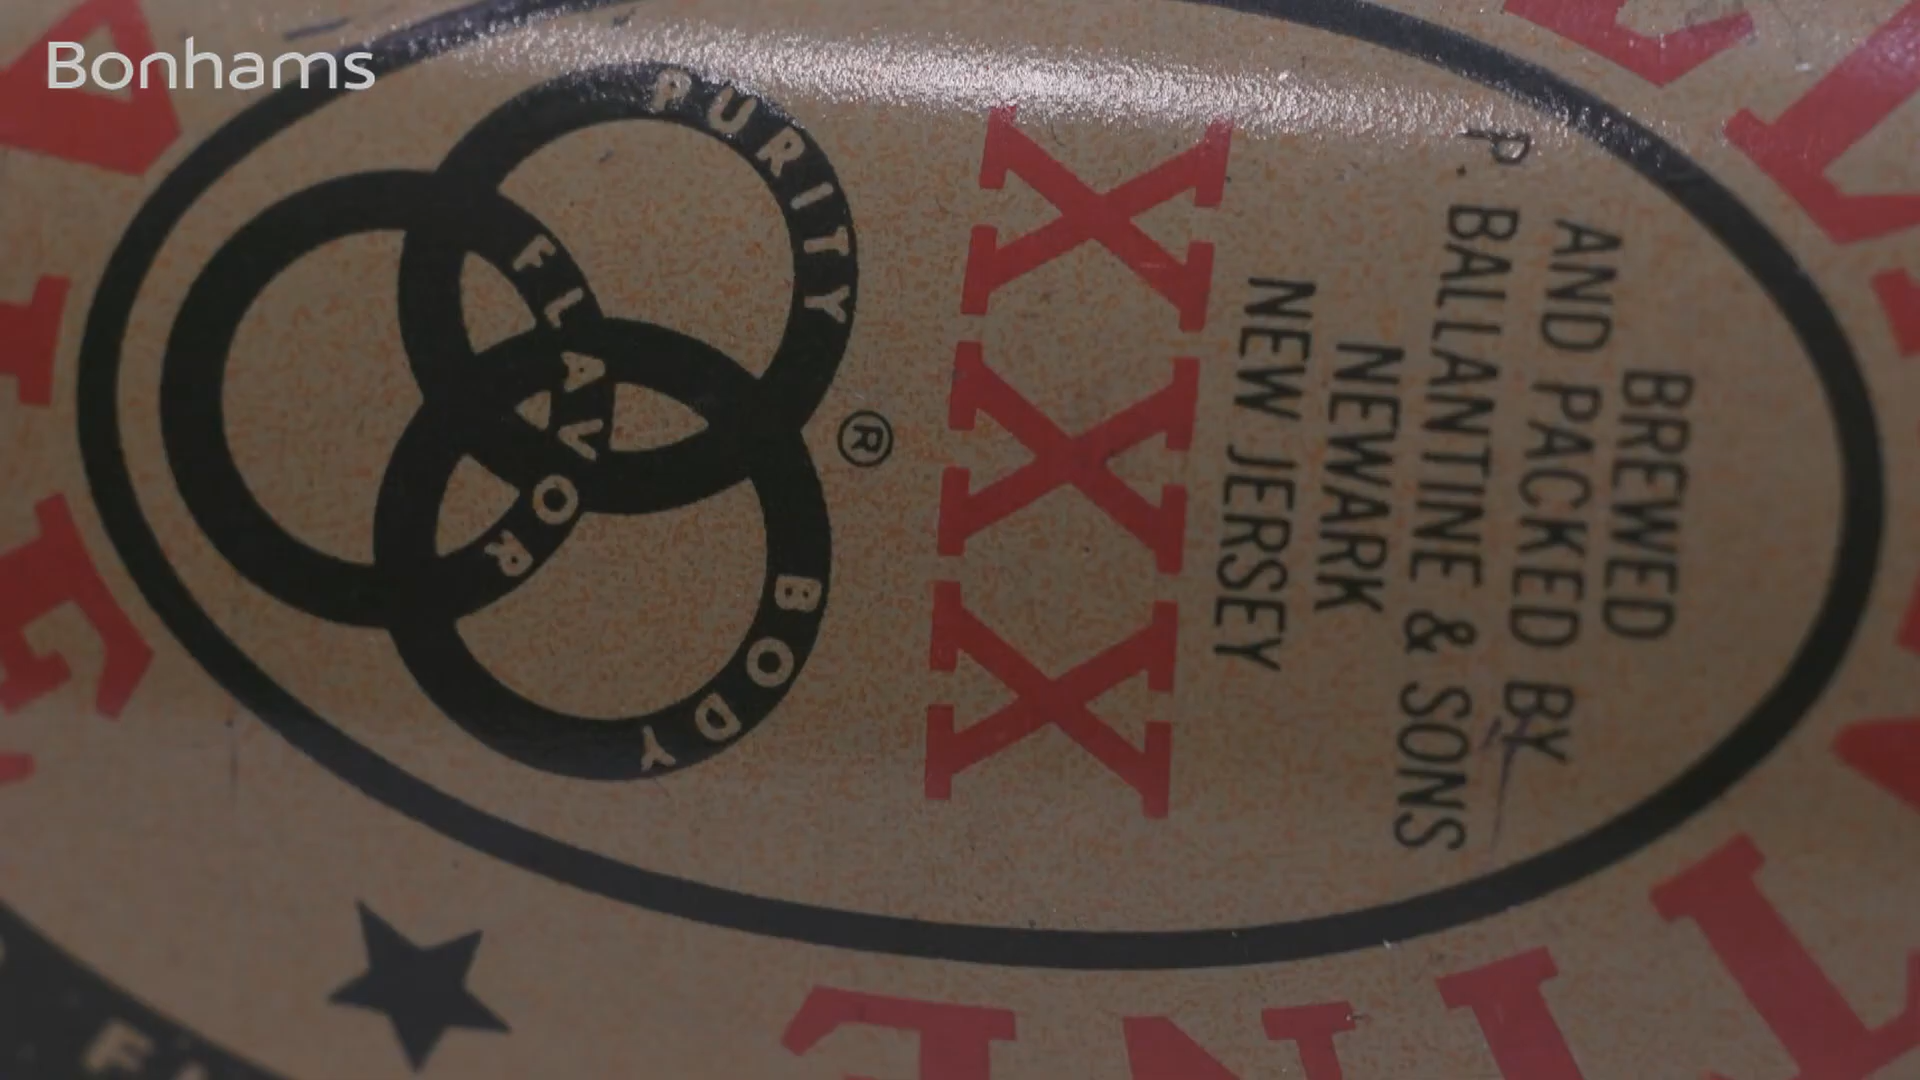 Bonhams
PURITY
FLAVOR
BODY
®
XXX
BREWED
AND PACKED BY
P. BALLANTINE & SONS
NEWARK
NEW JERSEY